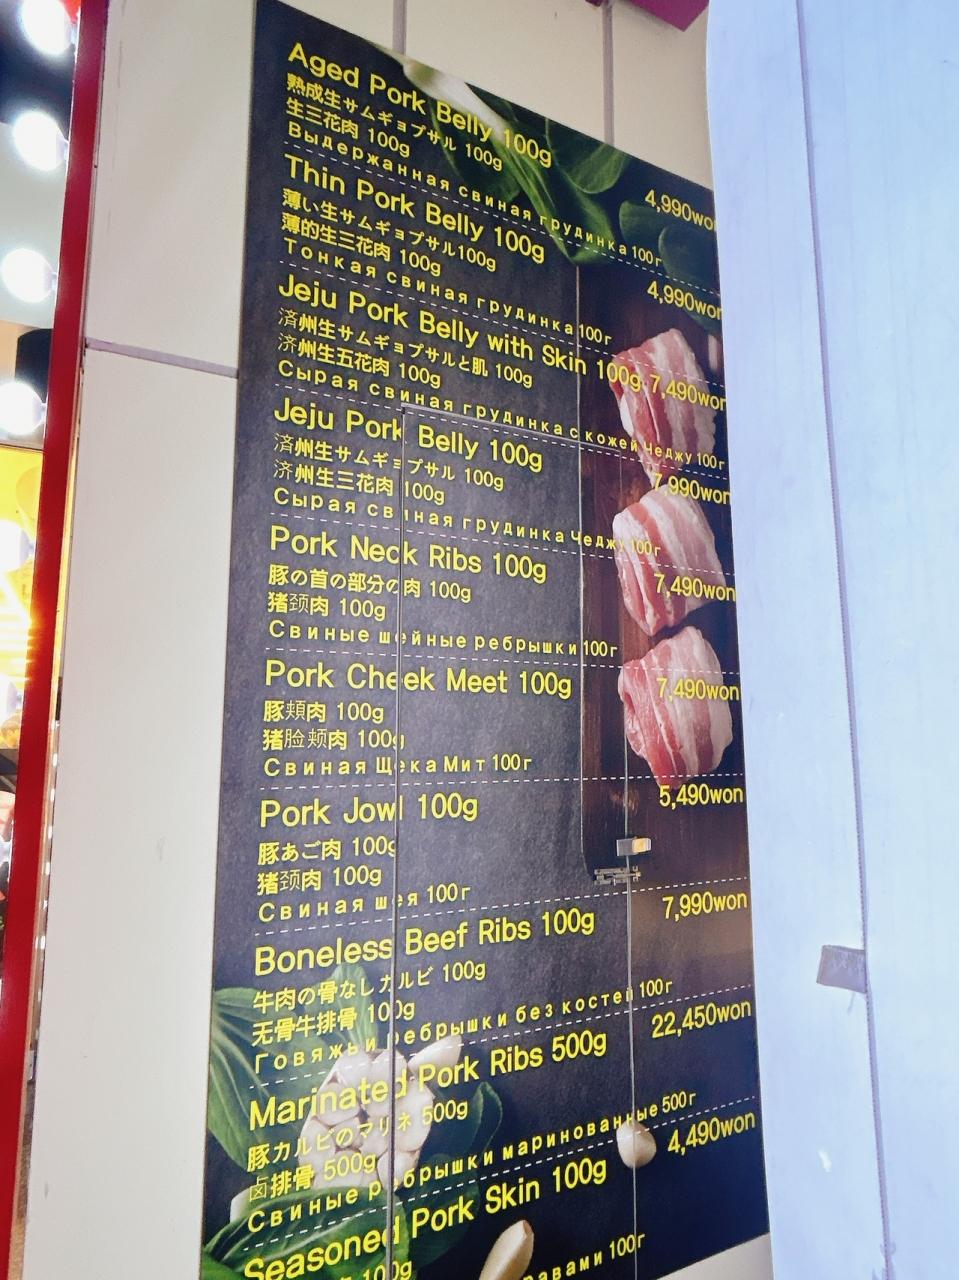 Aged Pork Belly 100g
熟成生サムギョプサル 100g
生三花肉 100g
Выдержанная свиная грудинка 100г
4,990won
Thin Pork Belly 100g
薄い生サムギョプサル100g
薄的生三花肉 100g
Тонкая свиная грудинка 100г
4,990won
Jeju Pork Belly with Skin 100g
済州生サムギョプサルと肌 100g
济州生五花肉 100g
Сырая свиная грудинка с кожей Чеджу 100г
7,490won
Jeju Pork Belly 100g
済州生サムギョプサル 100g
济州生三花肉 100g
Сырая свиная грудинка Чеджу 100г
7,990won
Pork Neck Ribs 100g
豚の首の部分の肉 100g
猪颈肉 100g
Свиные шейные ребрышки 100г
7,490won
Pork Cheek Meet 100g
豚頬肉 100g
猪脸颊肉 100g
Свиная Щека Мит 100г
7,490won
Pork Jowl 100g
豚あご肉 100g
猪颈肉 100g
Свиная шея 100г
5,490won
Boneless Beef Ribs 100g
牛肉の骨なしカルビ 100g
无骨牛排骨 100g
Говяжьи ребрышки без костей 100г
7,990won
Marinated Pork Ribs 500g
豚カルビのマリネ 500g
卤排骨 500g
Свиные ребрышки маринованные 500г
22,450won
Seasoned Pork Skin 100g
4,490won
100g
равами 100г